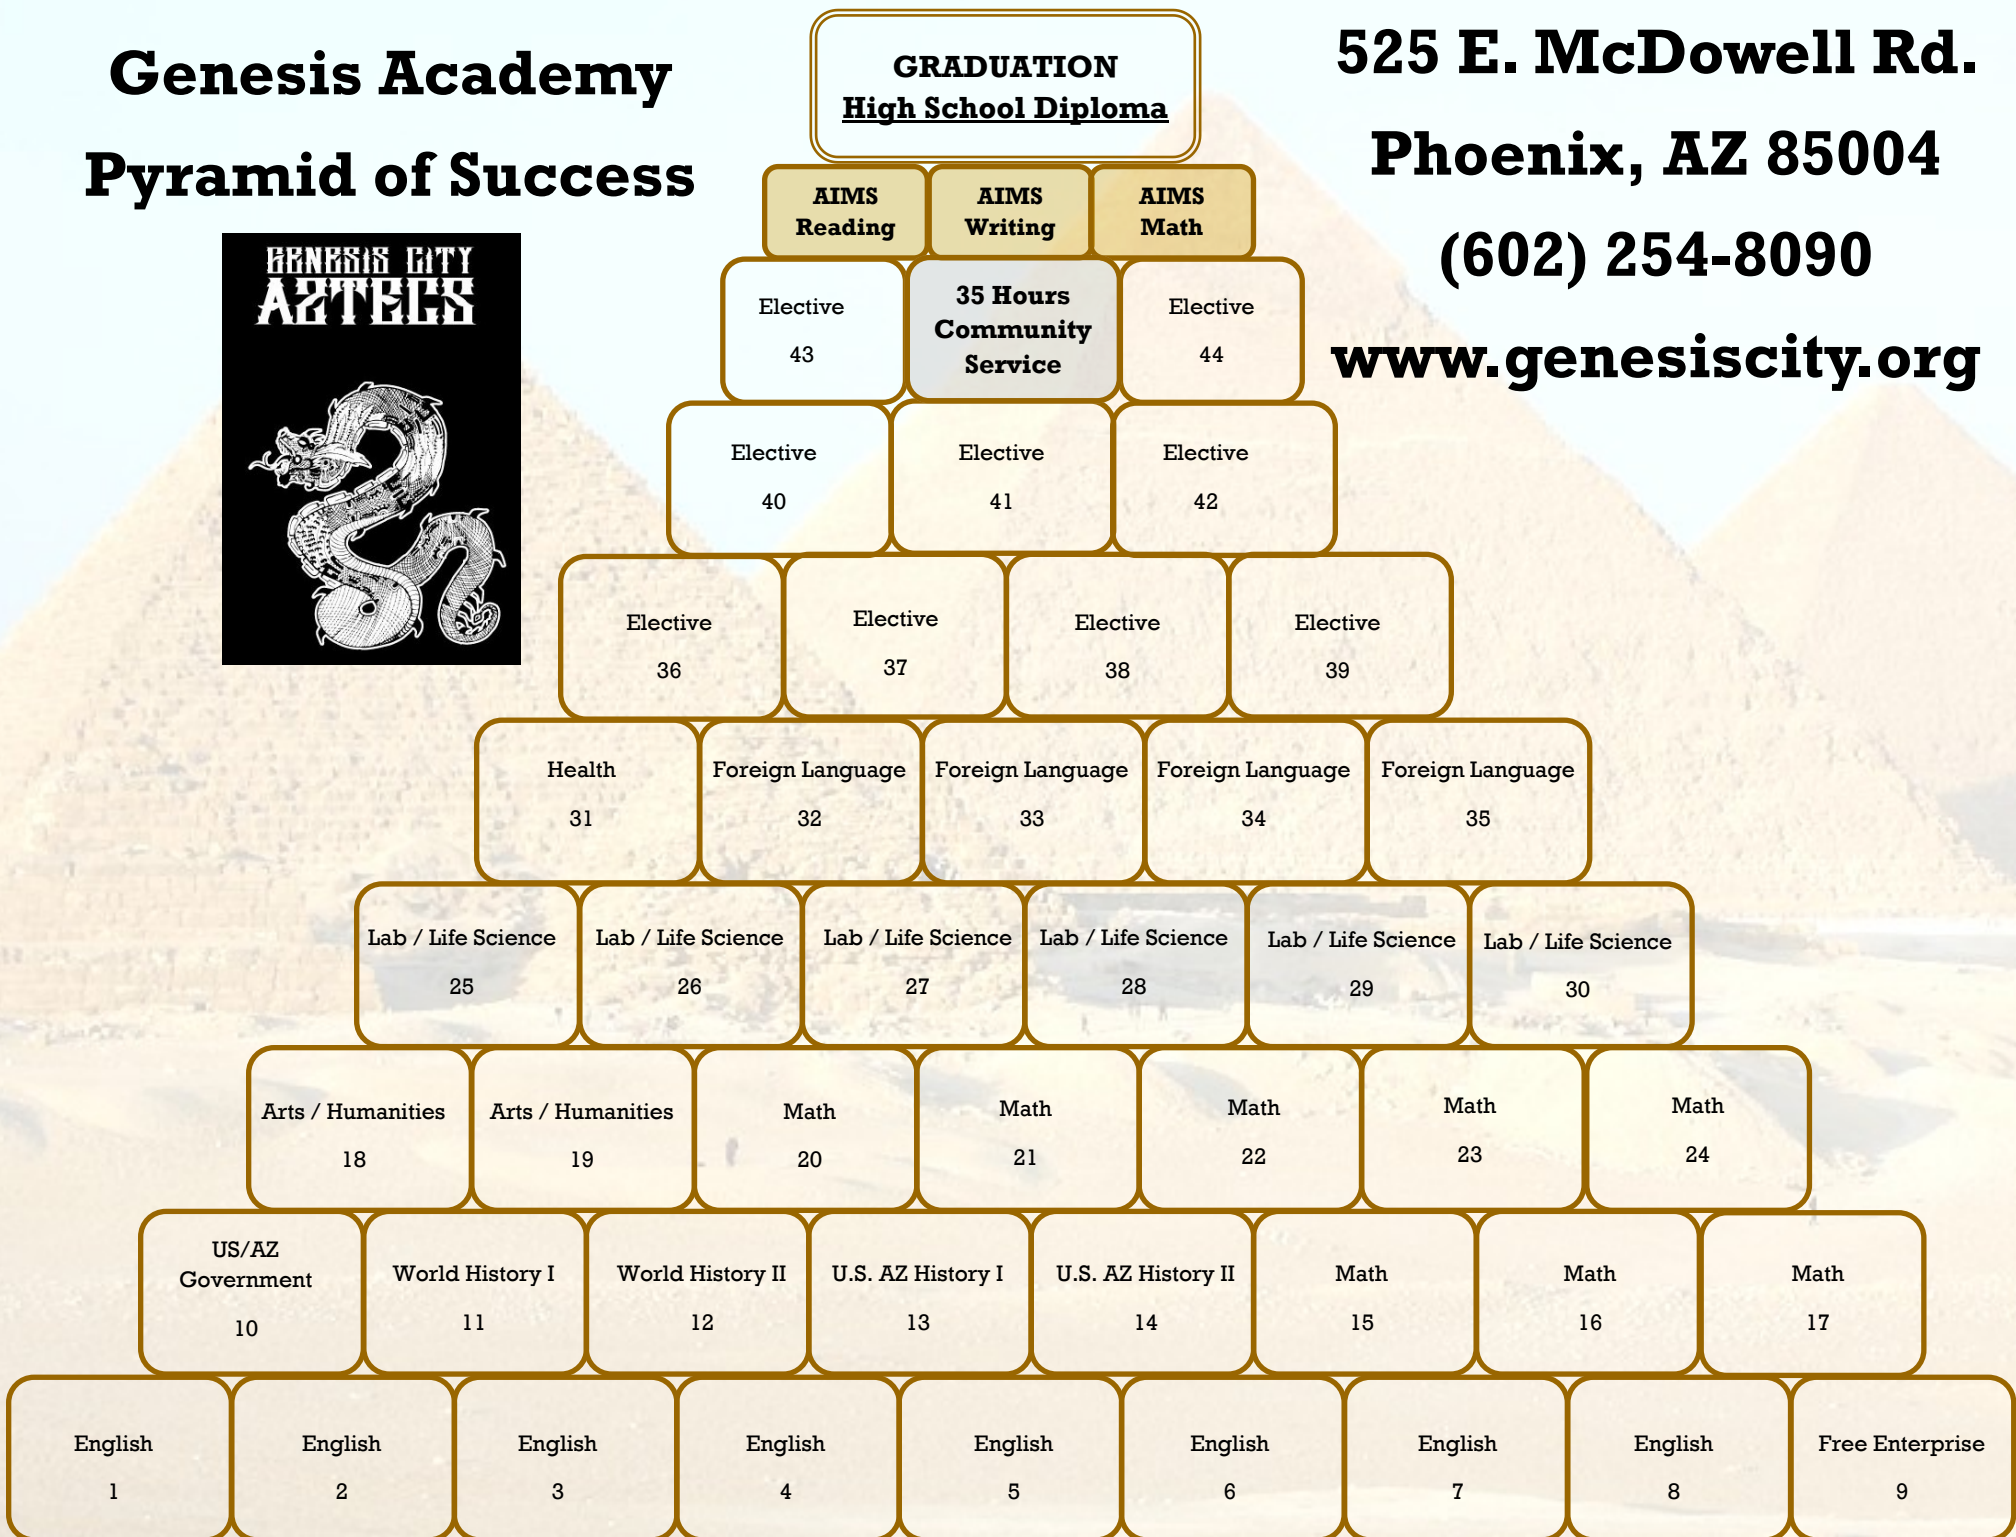 Genesis Academy
Pyramid of Success
GENESIS CITY
AZTECS
525 E. McDowell Rd.
Phoenix, AZ 85004
(602) 254-8090
www.genesiscity.org
GRADUATION
High School Diploma
AIMS
Reading
AIMS
Writing
AIMS
Math
Elective
43
35 Hours
Community
Service
Elective
44
Elective
40
Elective
41
Elective
42
Elective
36
Elective
37
Elective
38
Elective
39
Health
31
Foreign Language
32
Foreign Language
33
Foreign Language
34
Foreign Language
35
Lab / Life Science
25
Lab / Life Science
26
Lab / Life Science
27
Lab / Life Science
28
Lab / Life Science
29
Lab / Life Science
30
Arts / Humanities
18
Arts / Humanities
19
Math
20
Math
21
Math
22
Math
23
Math
24
US/AZ
Government
10
World History I
11
World History II
12
U.S. AZ History I
13
U.S. AZ History II
14
Math
15
Math
16
Math
17
English
1
English
2
English
3
English
4
English
5
English
6
English
7
English
8
Free Enterprise
9